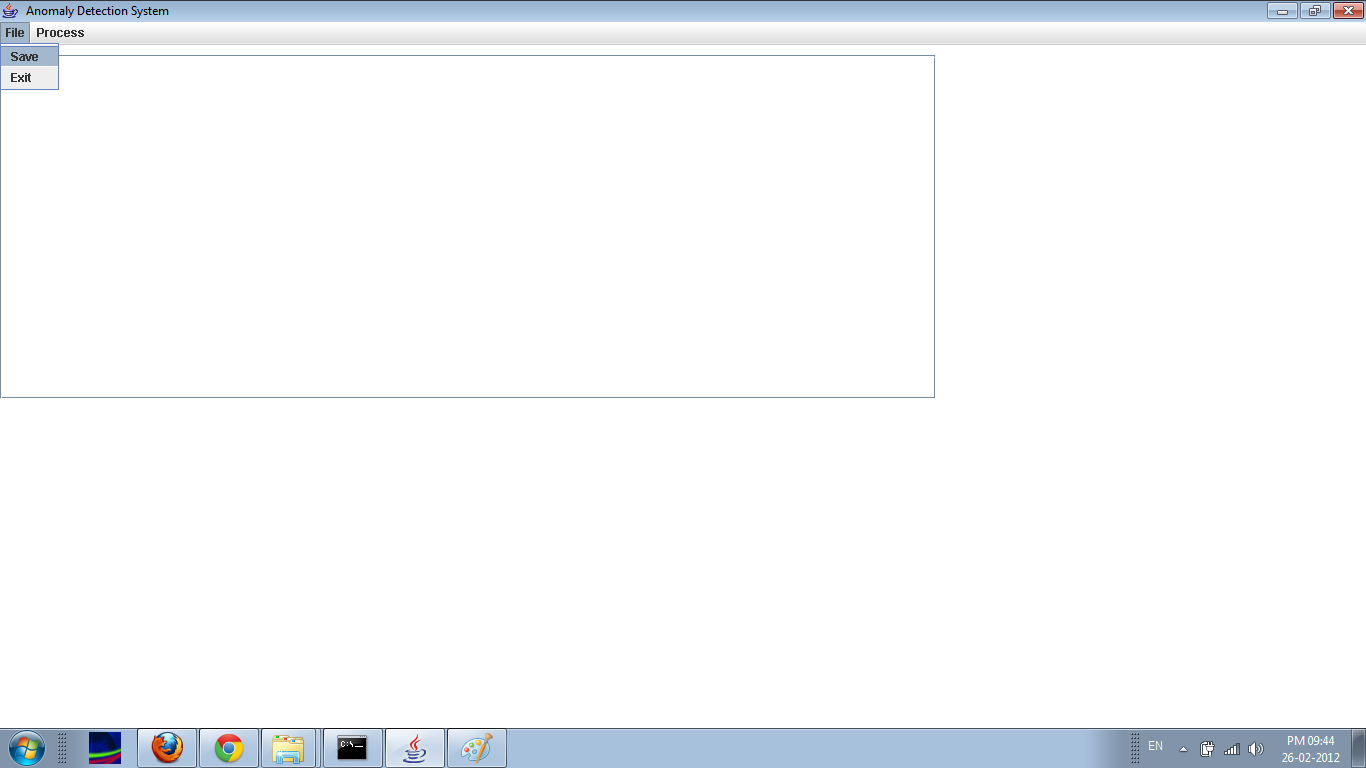 Anomaly Detection System
File Process
Save
Exit
C:\
EN
PM 09:44
26-02-2012